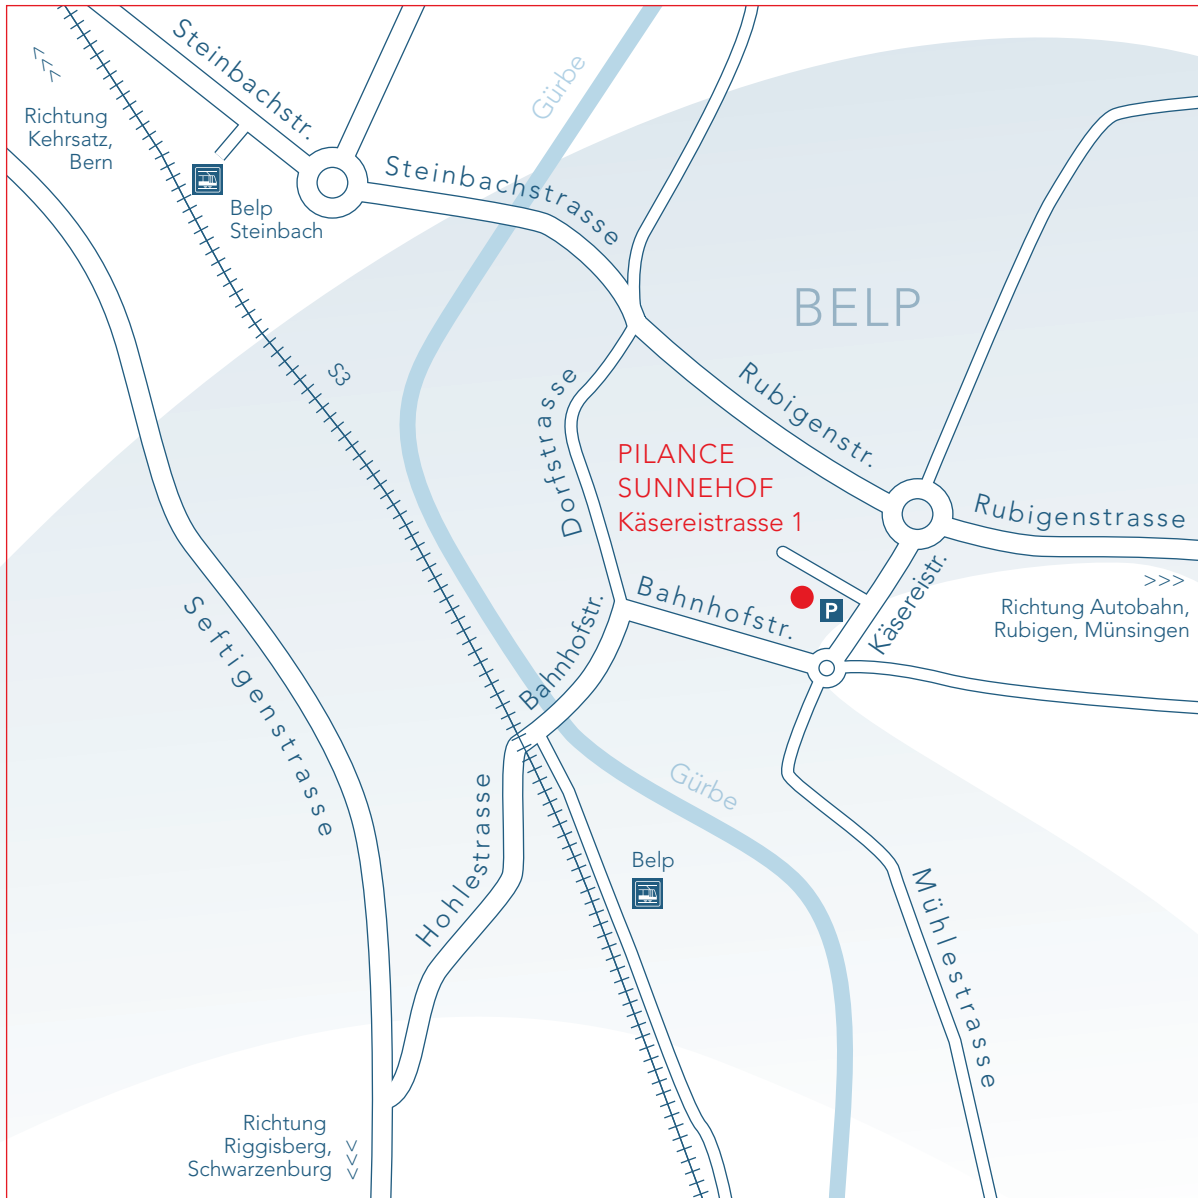 Steinbachstr.
Gürbe
<<<
Richtung
Kehrsatz,
Bern
Steinbachstrasse
Belp
Steinbach
BELP
S3
Rubigenstr.
Dorfstrasse
PILANCE
SUNNEHOF
Käsereistrasse 1
Rubigenstrasse
>>>
Richtung Autobahn,
Rubigen, Münsingen
Käsereistr.
P
Bahnhofstr.
Bahnhofstr.
Seftigenstrasse
Gürbe
Hohlestrasse
Belp
Mühlestrasse
Richtung
Riggisberg,
Schwarzenburg
<<<